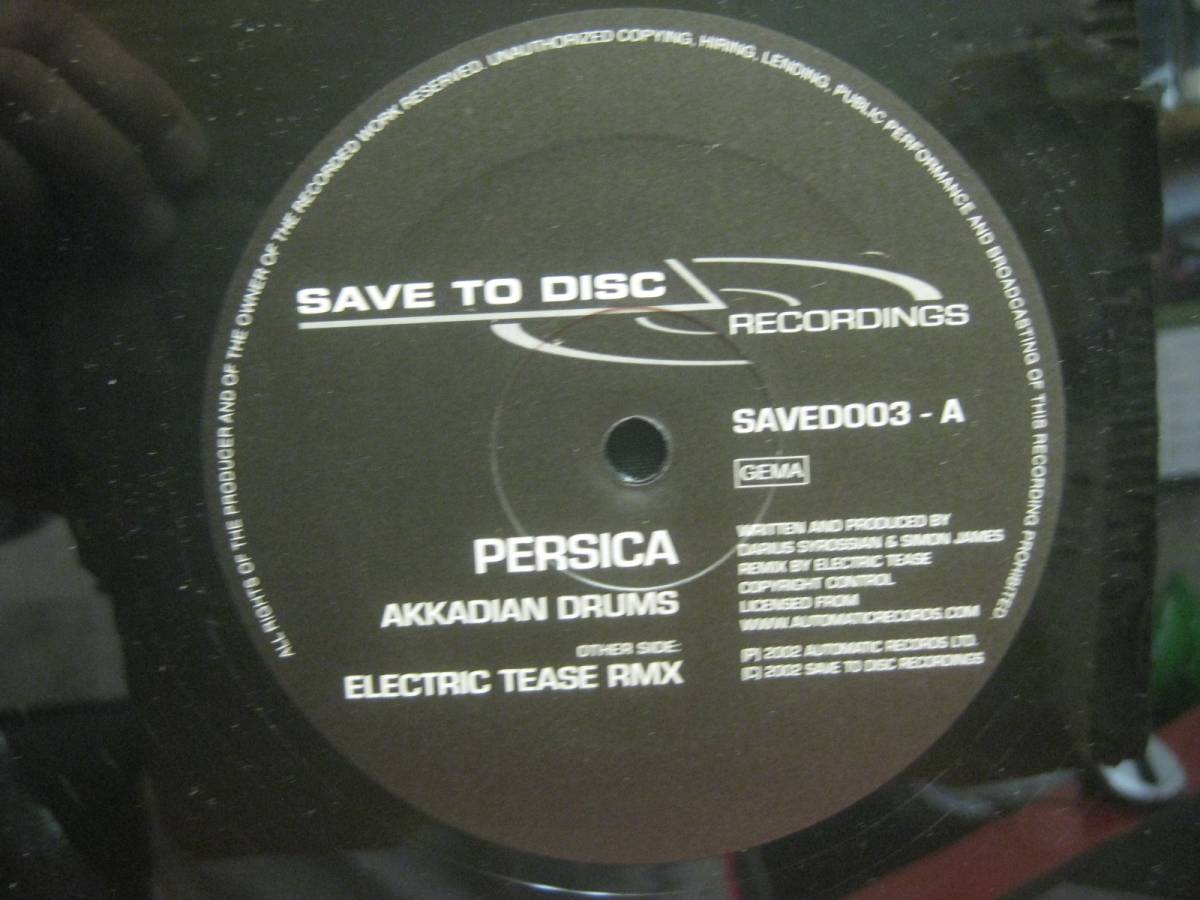 ALL RIGHTS OF THE PRODUCER AND OF THE OWNER OF THE RECORDED WORK RESERVED. UNAUTHORIZED COPYING, HIRING, LENDING, PUBLIC PERFORMANCE AND BROADCASTING OF THIS RECORDING PROHIBITED
SAVE TO DISC
RECORDINGS
SAVED003 - A
GEMA
PERSICA
AKKADIAN DRUMS
OTHER SIDE:
ELECTRIC TEASE RMX
WRITTEN AND PRODUCED BY
DARIUS SYROSSIAN & SIMON JAMES
REMIX BY ELECTRIC TEASE
COPYRIGHT CONTROL
LICENSED FROM
WWW.AUTOMATICRECORDS.COM
(P) 2002 AUTOMATIC RECORDS LTD.
(C) 2002 SAVE TO DISC RECORDINGS